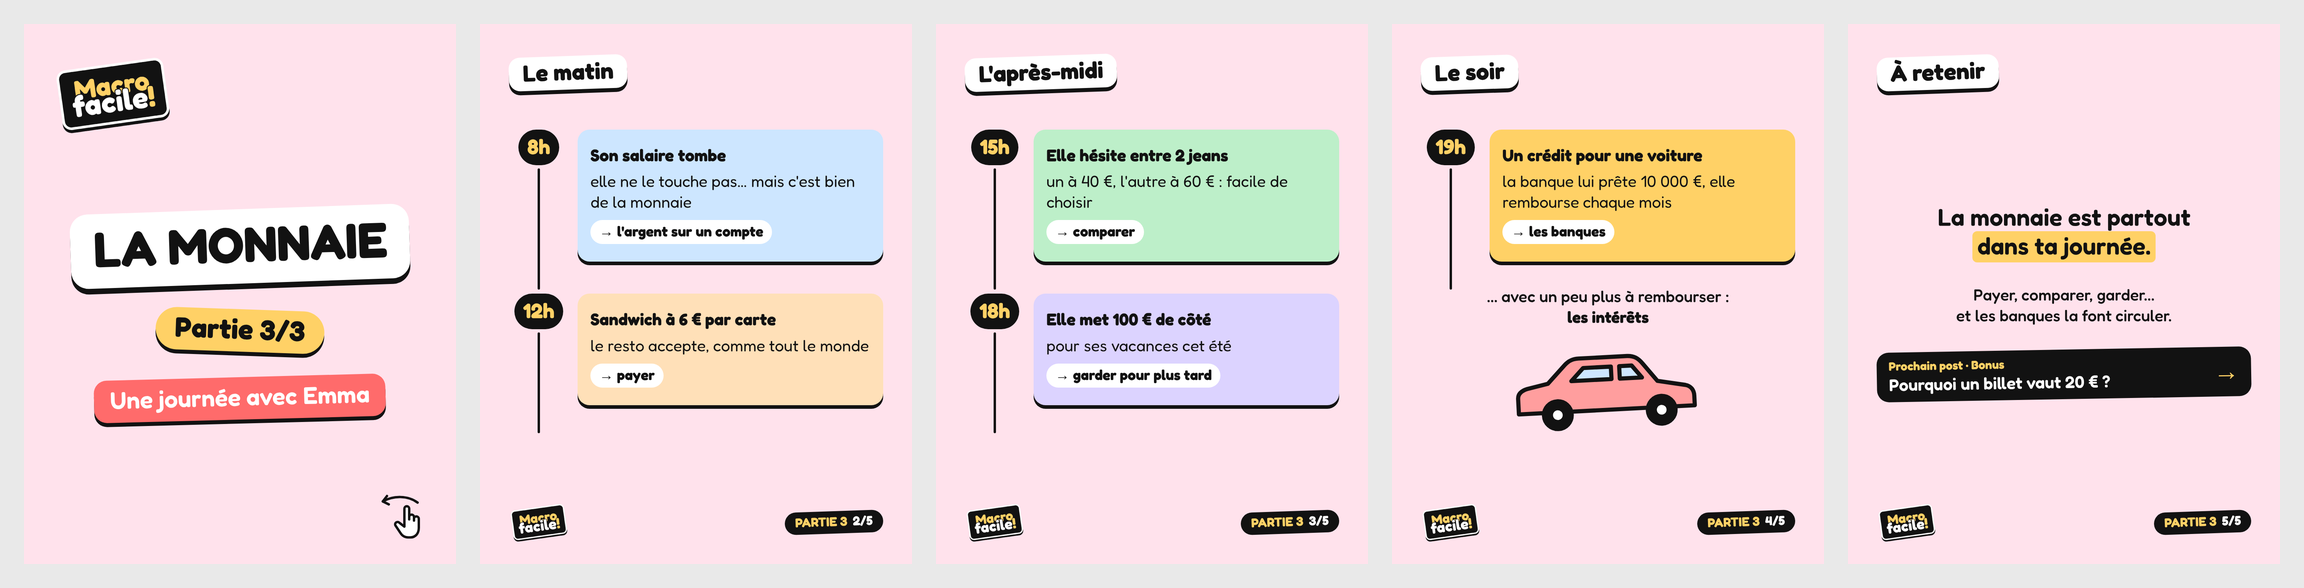 Macro
facile!
LA MONNAIE
Partie 3/3
Une journée avec Emma
Le matin
8h
Son salaire tombe
elle ne le touche pas... mais c'est bien
de la monnaie
→ l'argent sur un compte
12h
Sandwich à 6 € par carte
le resto accepte, comme tout le monde
→ payer
Macro
facile!
PARTIE 3 2/5
L'après-midi
15h
Elle hésite entre 2 jeans
un à 40 €, l'autre à 60 € : facile de
choisir
→ comparer
18h
Elle met 100 € de côté
pour ses vacances cet été
→ garder pour plus tard
Macro
facile!
PARTIE 3 3/5
Le soir
19h
Un crédit pour une voiture
la banque lui prête 10 000 €, elle
rembourse chaque mois
→ les banques
... avec un peu plus à rembourser :
les intérêts
Macro
facile!
PARTIE 3 4/5
À retenir
La monnaie est partout
dans ta journée.
Payer, comparer, garder...
et les banques la font circuler.
Prochain post · Bonus
Pourquoi un billet vaut 20 € ? →
Macro
facile!
PARTIE 3 5/5